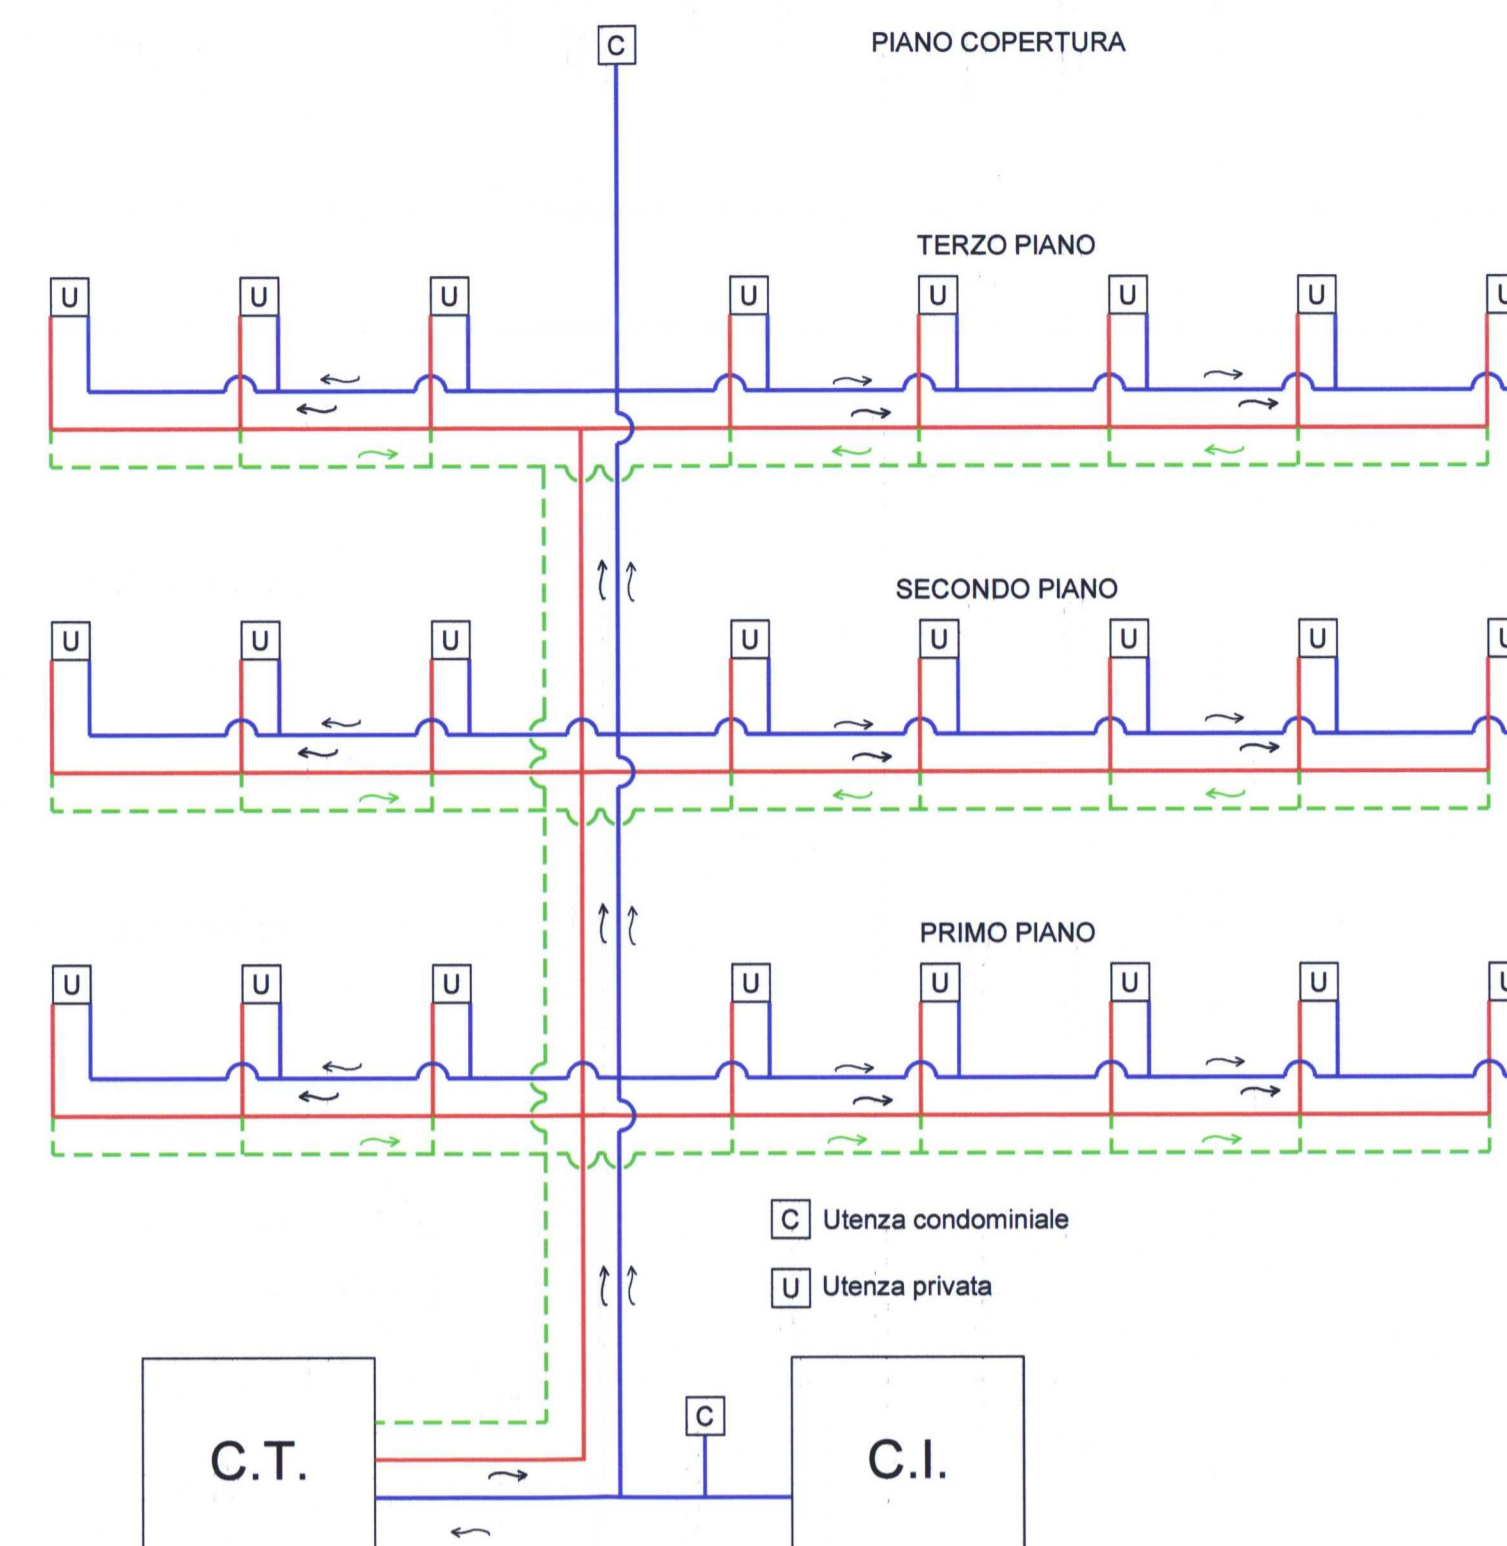 C
PIANO COPERTURA
TERZO PIANO
U U U U U U U U
SECONDO PIANO
U U U U U U U U
PRIMO PIANO
U U U U U U U U
C Utenza condominiale
U Utenza privata
C
C.T.
C.I.